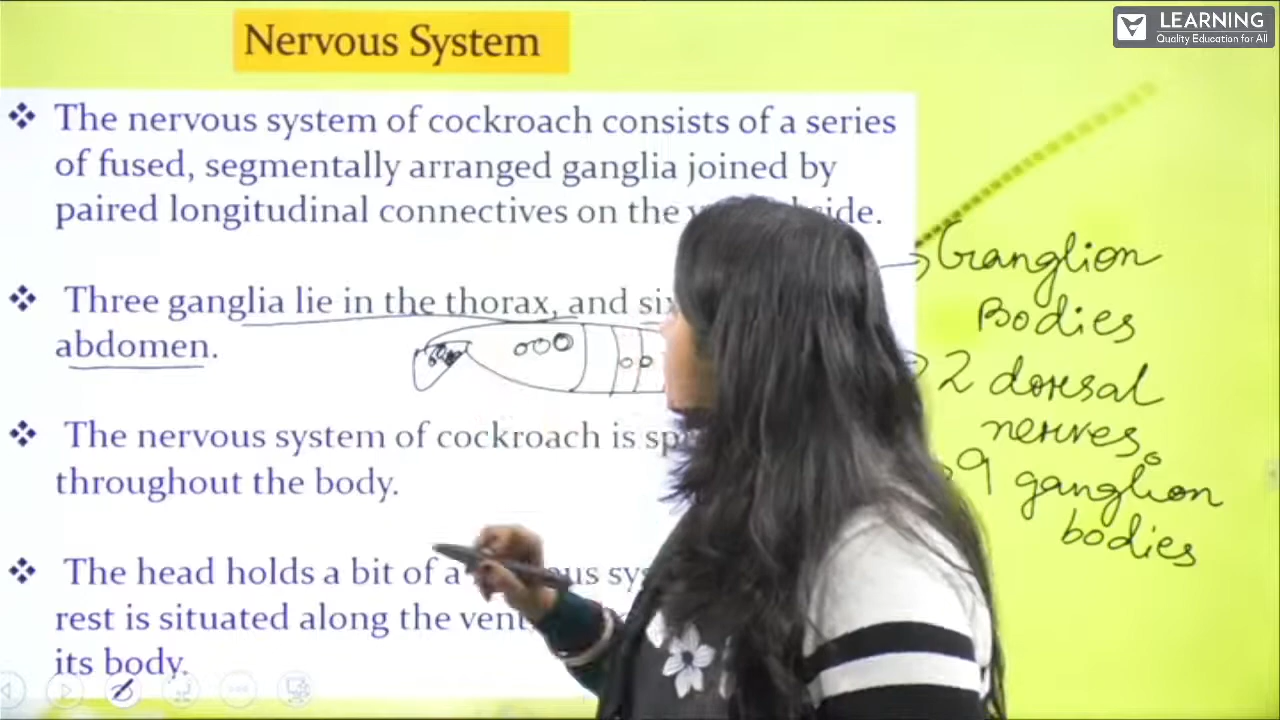 Nervous System
LEARNING
Quality Education for All
The nervous system of cockroach consists of a series
of fused, segmentally arranged ganglia joined by
paired longitudinal connectives on the side.
Three ganglia lie in the thorax, and six
abdomen.
The nervous system of cockroach is
throughout the body.
The head holds a bit of a
rest is situated along the
its body.
Ganglion
Bodies
2 dorsal
nerves.
9 ganglion
bodies